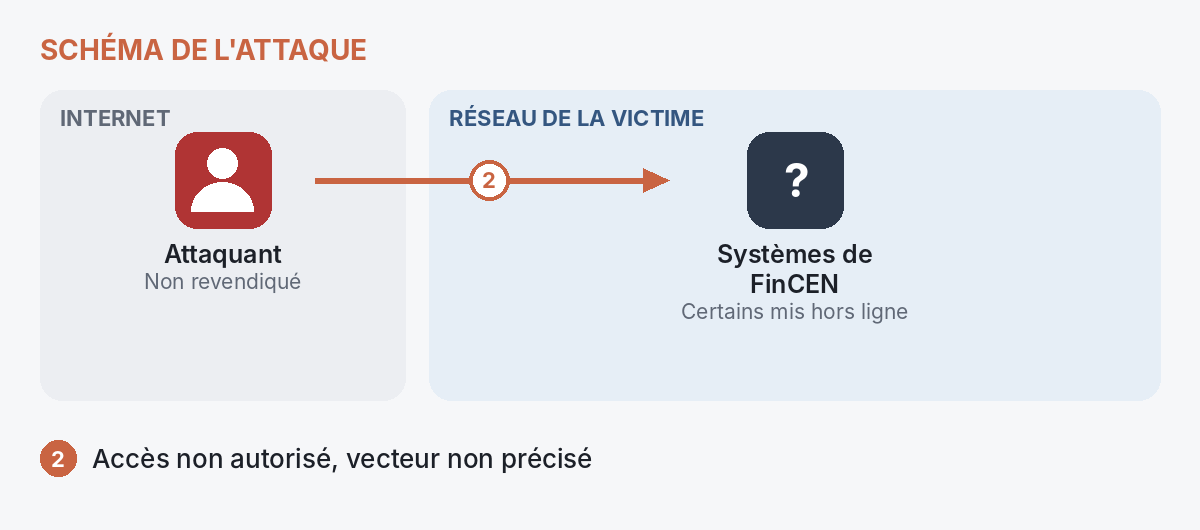 SCHÉMA DE L'ATTAQUE
INTERNET
RÉSEAU DE LA VICTIME
2
?
Attaquant
Non revendiqué
Systèmes de
FinCEN
Certains mis hors ligne
2 Accès non autorisé, vecteur non précisé